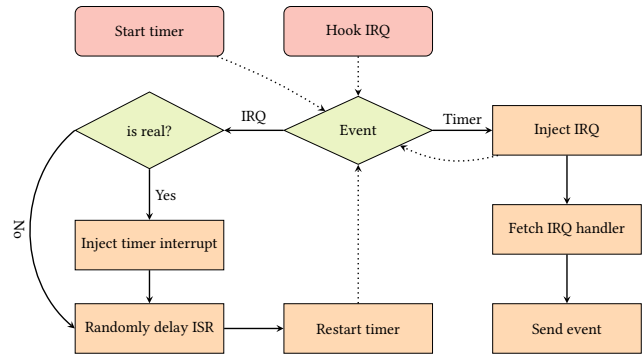 Start timer
Hook IRQ
is real?
IRQ
Event
Timer
Inject IRQ
Yes
No
Inject timer interrupt
Fetch IRQ handler
Randomly delay ISR
Restart timer
Send event